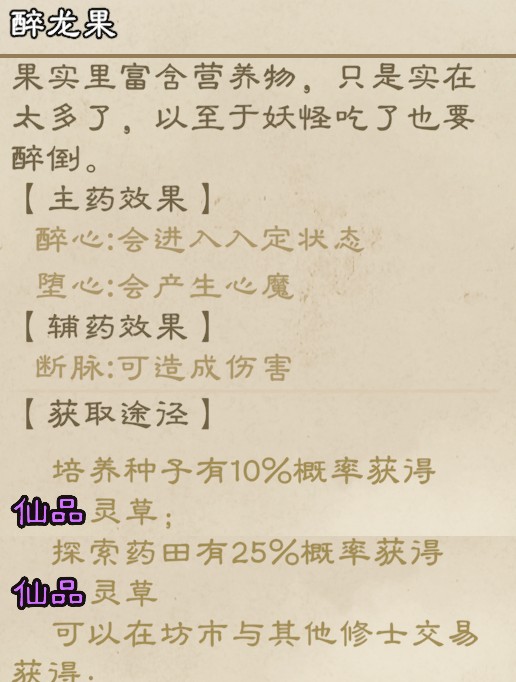 醉龙果
果实里富含营养物，只是实在
太多了，以至于妖怪吃了也要
醉倒。
【主药效果】
醉心:会进入入定状态
堕心:会产生心魔
【辅药效果】
断脉:可造成伤害
【获取途径】
培养种子有10%概率获得
仙品灵草;
探索药田有25%概率获得
仙品灵草
可以在坊市与其他修士交易
获得;